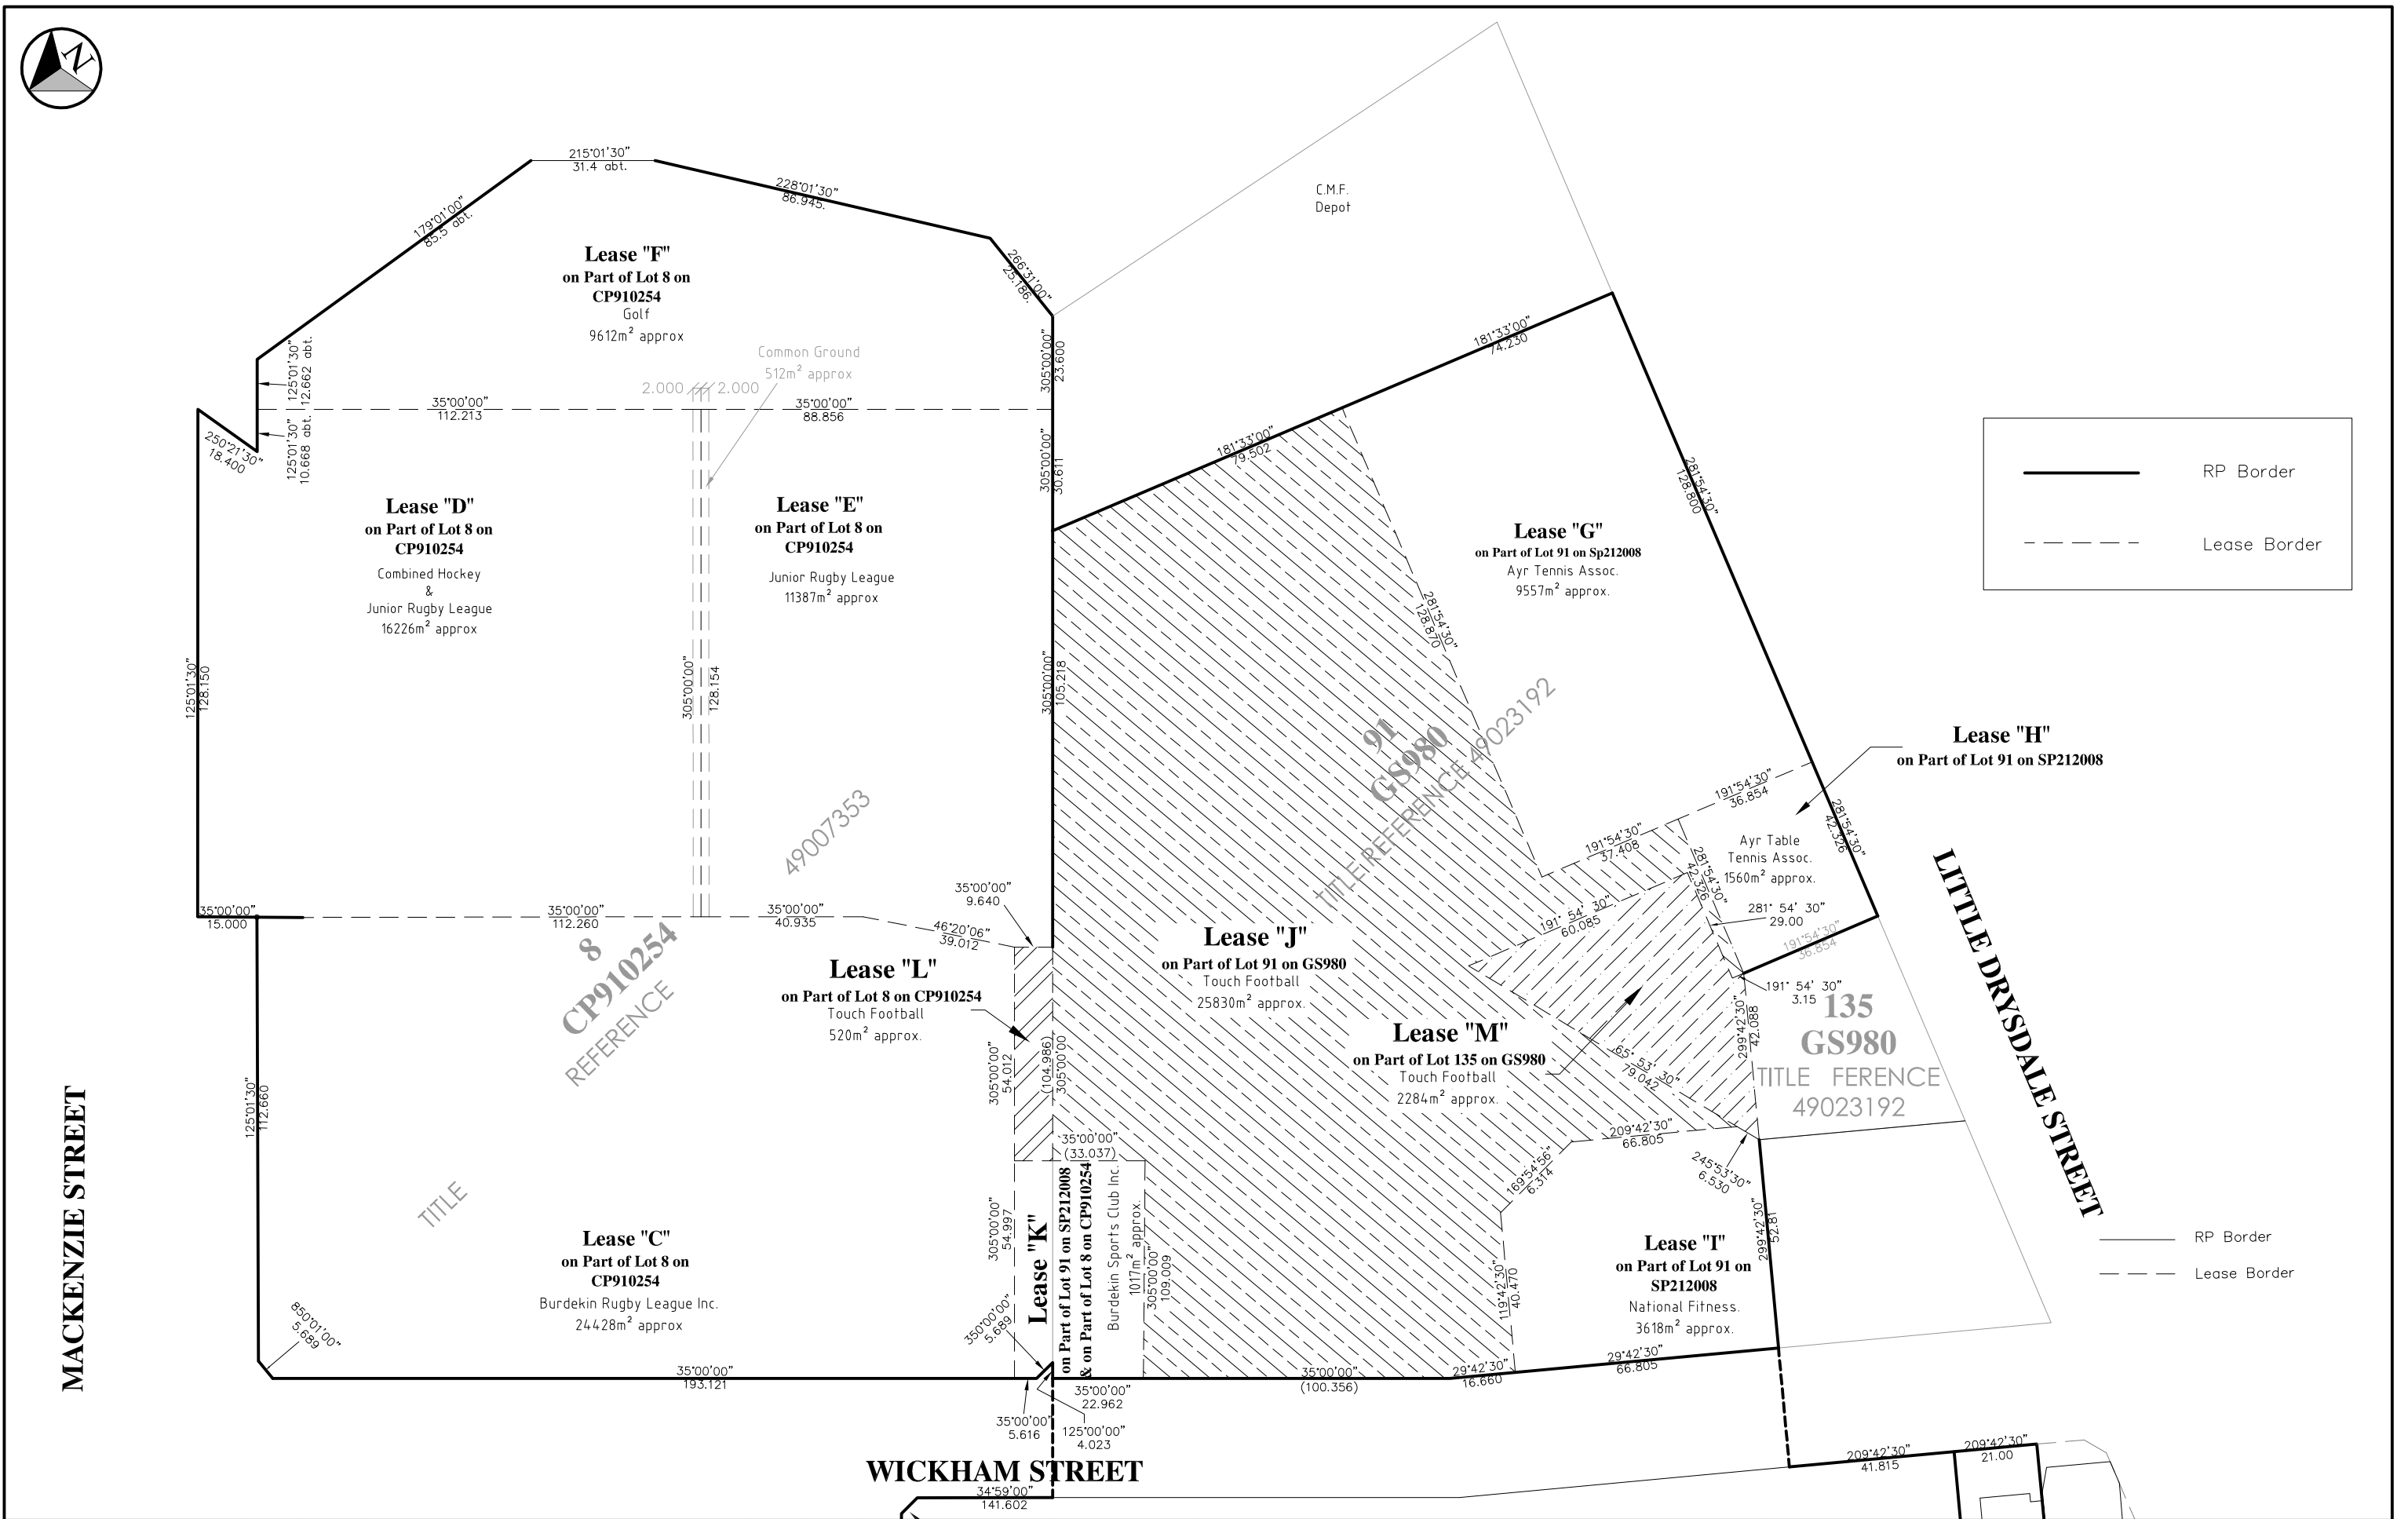 N
215°01'30"
31.4 abt.
228°01'30"
86.945.
179°01'00"
85.5 abt.
266°31'00"
25.186.
C.M.F.
Depot
Lease "F"
on Part of Lot 8 on
CP910254
Golf
9612m² approx
Common Ground
512m² approx
2.000
2.000
125°01'30"
12.662 abt.
125°01'30"
10.668 abt.
250°21'30"
18.400
35°00'00"
112.213
35°00'00"
88.856
305°00'00"
23.600
305°00'00"
30.611
181°33'00"
74.230
181°33'00"
79.502
281°54'30"
128.800
RP Border
Lease Border
Lease "D"
on Part of Lot 8 on
CP910254
Combined Hockey
&
Junior Rugby League
16226m² approx
Lease "E"
on Part of Lot 8 on
CP910254
Junior Rugby League
11387m² approx
Lease "G"
on Part of Lot 91 on Sp212008
Ayr Tennis Assoc.
9557m² approx.
281°54'30"
128.870
125°01'30"
128.150
305°00'00"
128.154
305°00'00"
105.218
91
GS980
TITLE REFERENCE 49023192
Lease "H"
on Part of Lot 91 on SP212008
191°54'30"
36.854
281°54'30"
42.326
Ayr Table
Tennis Assoc.
1560m² approx.
191°54'30"
37.408
281°54'30"
42.326
281° 54' 30"
29.00
191°54'30"
36.854
191° 54' 30"
60.085
191° 54' 30"
3.15
49007353
35°00'00"
15.000
35°00'00"
112.260
35°00'00"
40.935
46°20'06"
39.012
35°00'00"
9.640
8
CP910254
REFERENCE
TITLE
Lease "L"
on Part of Lot 8 on CP910254
Touch Football
520m² approx.
Lease "J"
on Part of Lot 91 on GS980
Touch Football
25830m² approx.
Lease "M"
on Part of Lot 135 on GS980
Touch Football
2284m² approx.
135
GS980
TITLE FERENCE
49023192
299°42'30"
42.088
65° 53' 30"
79.042
LITTLE DRYSDALE STREET
MACKENZIE STREET
125°01'30"
112.660
305°00'00"
54.012
(104.986)
305°00'00
35°00'00"
(33.037)
209°42'30"
66.805
169°54'56"
6.314
245°53'30"
6.530
299°42'30"
52.81
305°00'00"
54.997
Lease "K"
on Part of Lot 91 on SP212008
& on Part of Lot 8 on CP910254
Burdekin Sports Club Inc.
1017m² approx.
305°00'00"
109.009
119°42'30"
40.470
Lease "I"
on Part of Lot 91 on
SP212008
National Fitness.
3618m² approx.
RP Border
Lease Border
Lease "C"
on Part of Lot 8 on
CP910254
Burdekin Rugby League Inc.
24428m² approx
850°01'00"
5.689
350°00'00"
5.689
35°00'00"
193.121
35°00'00"
5.616
35°00'00"
22.962
125°00'00"
4.023
35°00'00"
(100.356)
29°42'30"
16.660
29°42'30"
66.805
WICKHAM STREET
34°59'00"
141.602
209°42'30"
41.815
209°42'30"
21.00